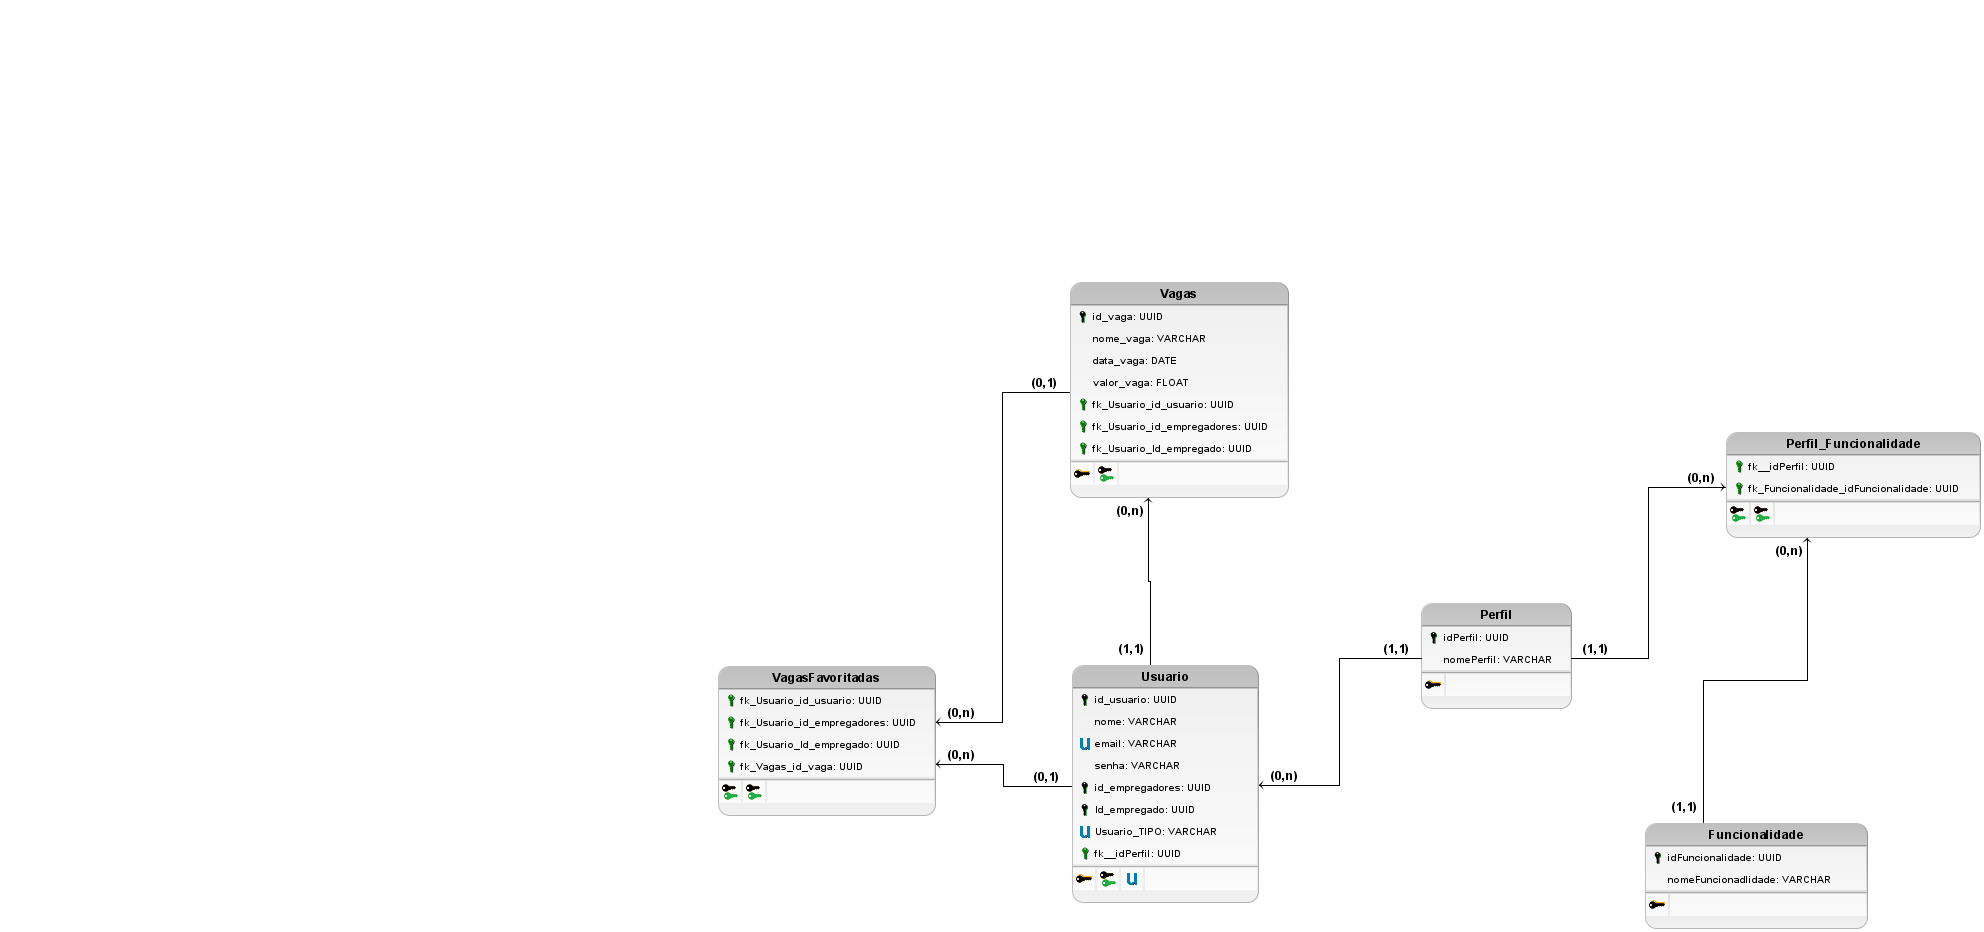 Vagas
id_vaga: UUID
nome_vaga: VARCHAR
data_vaga: DATE
valor_vaga: FLOAT
fk_Usuario_id_usuario: UUID
fk_Usuario_id_empregadores: UUID
fk_Usuario_Id_empregado: UUID
(0,1)
(0,n)
(1,1)
Perfil_Funcionalidade
fk__idPerfil: UUID
fk_Funcionalidade_idFuncionalidade: UUID
(0,n)
(0,n)
Perfil
idPerfil: UUID
nomePerfil: VARCHAR
(1,1)
(1,1)
VagasFavoritadas
fk_Usuario_id_usuario: UUID
fk_Usuario_id_empregadores: UUID
fk_Usuario_Id_empregado: UUID
fk_Vagas_id_vaga: UUID
(0,n)
(0,n)
(0,1)
Usuario
id_usuario: UUID
nome: VARCHAR
U email: VARCHAR
senha: VARCHAR
id_empregadores: UUID
Id_empregado: UUID
U Usuario_TIPO: VARCHAR
fk__idPerfil: UUID
U
(0,n)
(1,1)
Funcionalidade
idFuncionalidade: UUID
nomeFuncionadlidade: VARCHAR